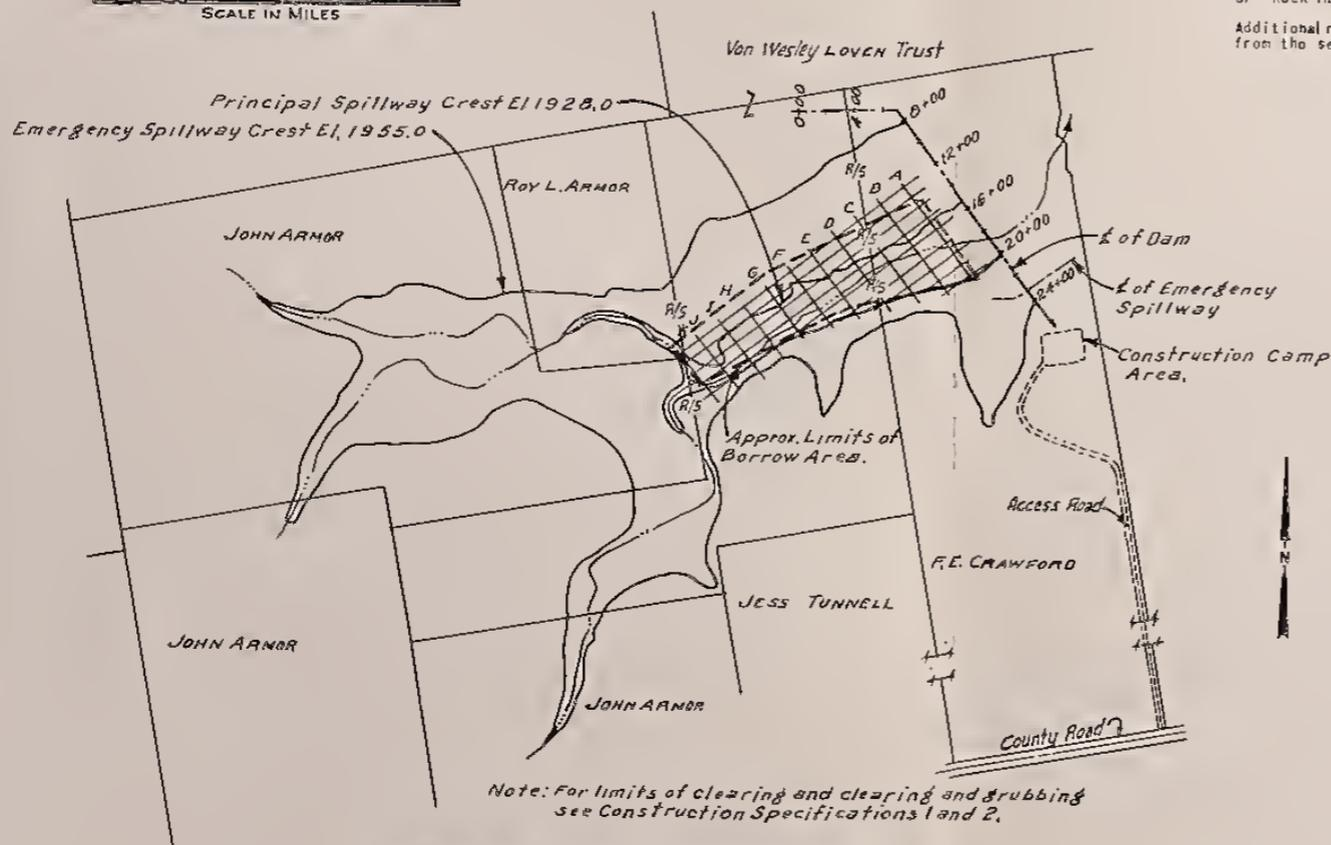 SCALE IN MILES
Additional
from the se
Von Wesley LOVEN Trust
Principal Spillway Crest El 1928.0
Emergency Spillway Crest El. 1955.0
0+00
4+00
8+00
12+00
16+00
20+00
24+00
ROY L. ARMOR
JOHN ARMOR
R/S
R/S
R/S
R/S
R/S
A
B
C
D
E
F
G
H
I
J
℄ of Dam
℄ of Emergency
Spillway
Construction Camp
Area.
Approx. Limits of
Borrow Area.
Access Road
F.E. CRAWFORD
JESS TUNNELL
JOHN ARMOR
JOHN ARMOR
N
County Road
Note: For limits of clearing and clearing and grubbing
see Construction Specifications 1 and 2.